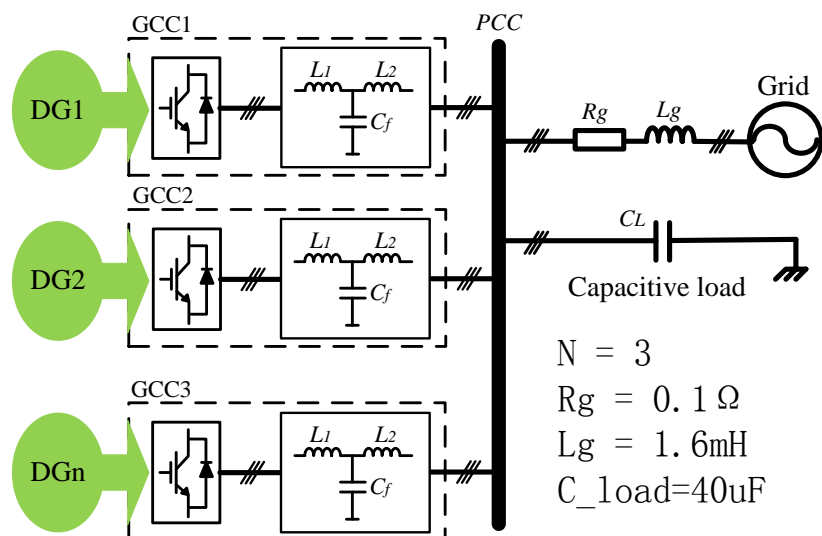 GCC1
DG1
L1
L2
Cf
GCC2
DG2
L1
L2
Cf
GCC3
DGn
L1
L2
Cf
PCC
Rg
Lg
Grid
CL
Capacitive load
N = 3
Rg = 0.1Ω
Lg = 1.6mH
C_load=40uF